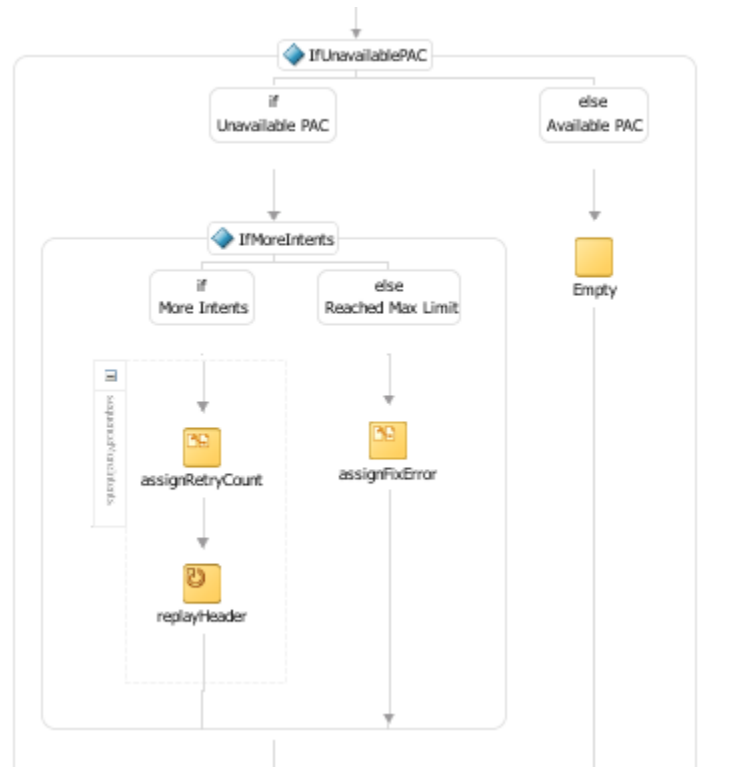 IfUnavailablePAC
if
Unavailable PAC
else
Available PAC
IfMoreIntents
if
More Intents
else
Reached Max Limit
Empty
assignRetryCount
assignFixError
replayHeader